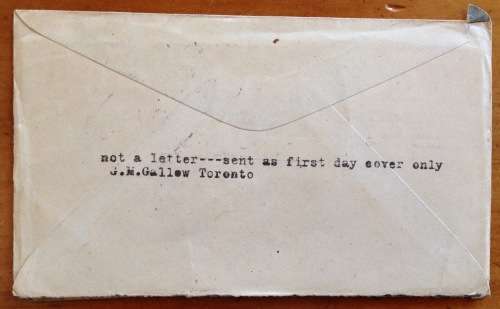 not a letter---sent as first day cover only
G.M.Gallow Toronto